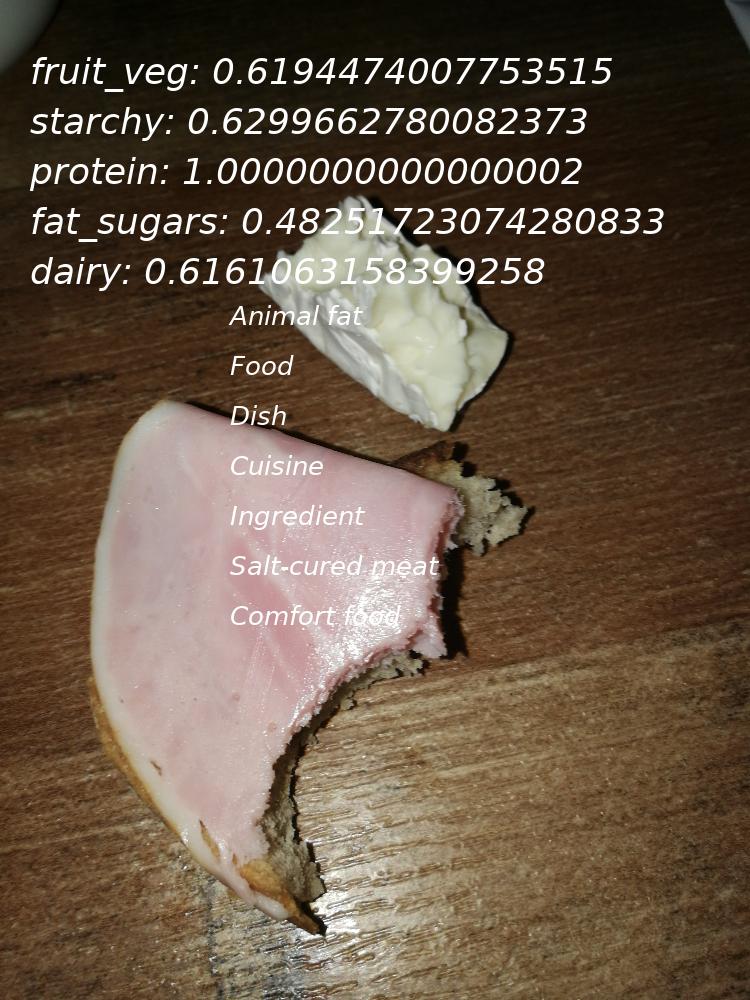 fruit_veg: 0.6194474007753515
starchy: 0.6299662780082373
protein: 1.0000000000000002
fat_sugars: 0.48251723074280833
dairy: 0.6161063158399258
Animal fat
Food
Dish
Cuisine
Ingredient
Salt-cured meat
Comfort food